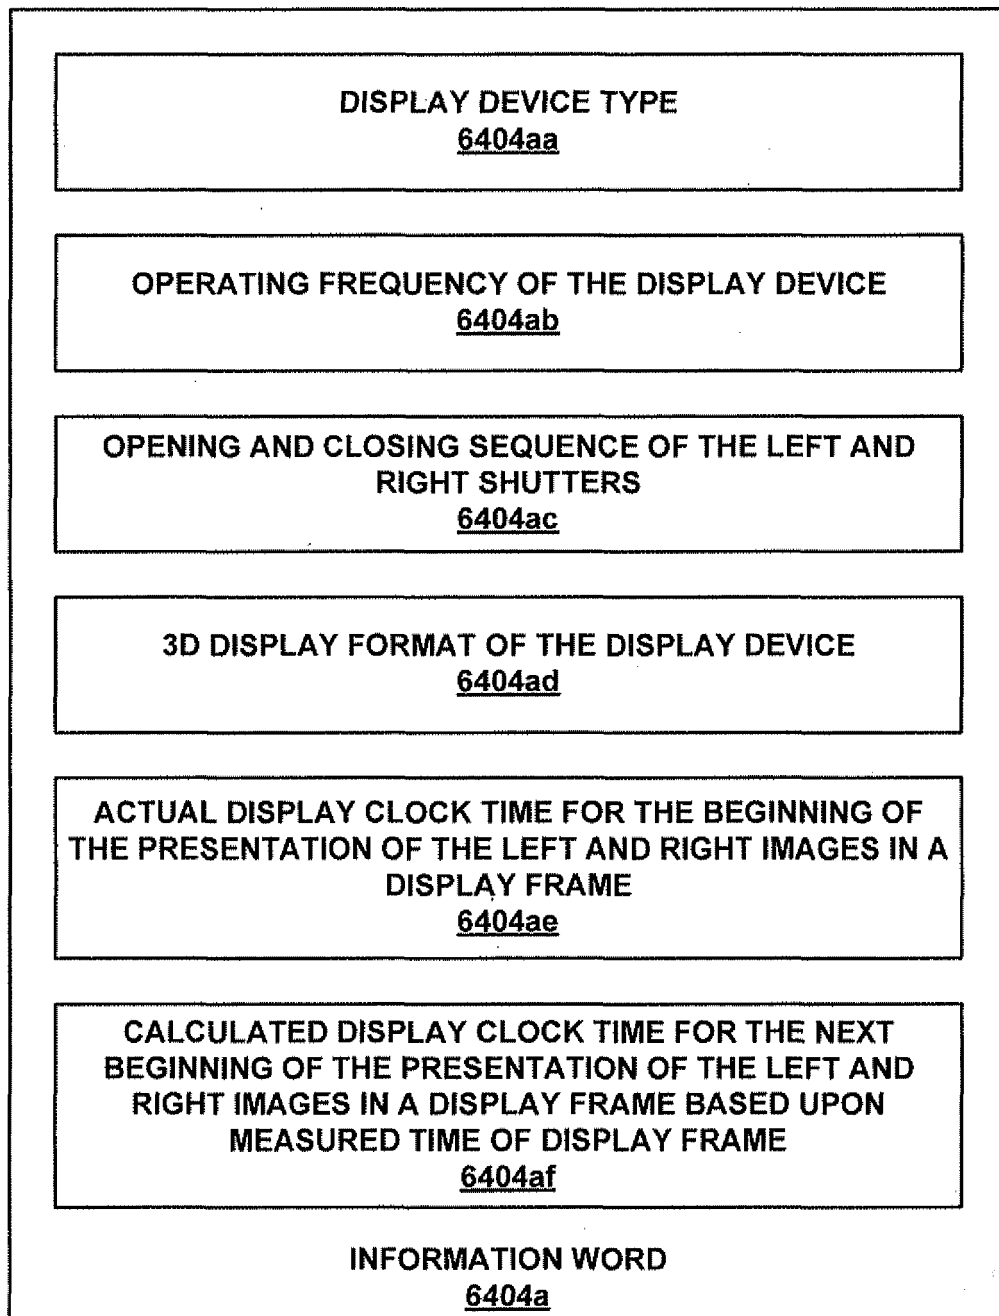 DISPLAY DEVICE TYPE
6404aa
OPERATING FREQUENCY OF THE DISPLAY DEVICE
6404ab
OPENING AND CLOSING SEQUENCE OF THE LEFT AND
RIGHT SHUTTERS
6404ac
3D DISPLAY FORMAT OF THE DISPLAY DEVICE
6404ad
ACTUAL DISPLAY CLOCK TIME FOR THE BEGINNING OF
THE PRESENTATION OF THE LEFT AND RIGHT IMAGES IN A
DISPLAY FRAME
6404ae
CALCULATED DISPLAY CLOCK TIME FOR THE NEXT
BEGINNING OF THE PRESENTATION OF THE LEFT AND
RIGHT IMAGES IN A DISPLAY FRAME BASED UPON
MEASURED TIME OF DISPLAY FRAME
6404af
INFORMATION WORD
6404a